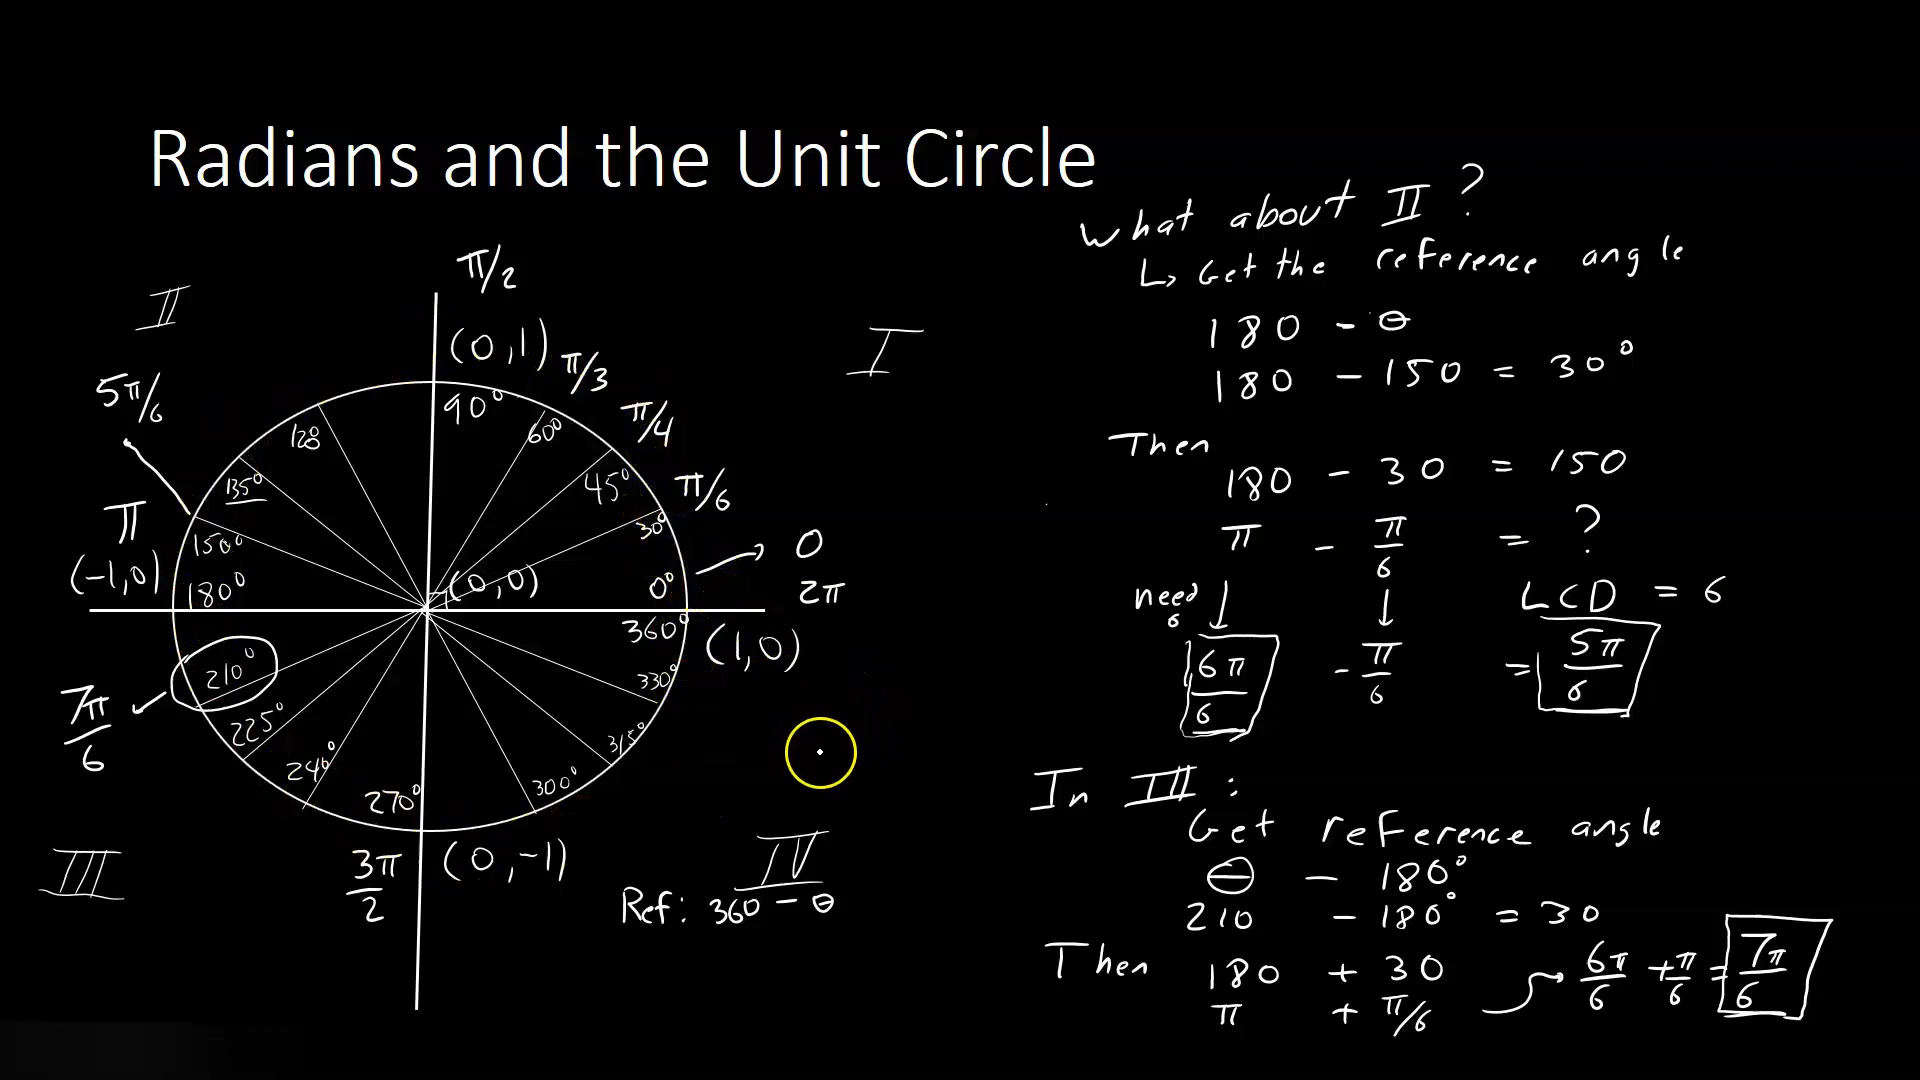 Radians and the Unit Circle
II
π/2
(0,1)
π/3
I
5π/6
π/4
90°
60°
120
135°
45°
π/6
π
150°
30°
0
2π
(-1,0)
180°
(0,0)
0°
360°
(1,0)
210°
330°
7π/6
225°
315°
240°
300°
270°
III
3π/2
(0,-1)
IV
Ref: 360 - θ
What about II ?
↳ Get the reference angle
180 - θ
180 - 150 = 30°
Then
180 - 30 = 150
π - π/6 = ?
need 6 ↓ ↓ LCD = 6
6π/6 - π/6 = 5π/6
In III :
Get reference angle
θ - 180°
210 - 180° = 30
Then 180 + 30
π + π/6 → 6π/6 + π/6 = 7π/6